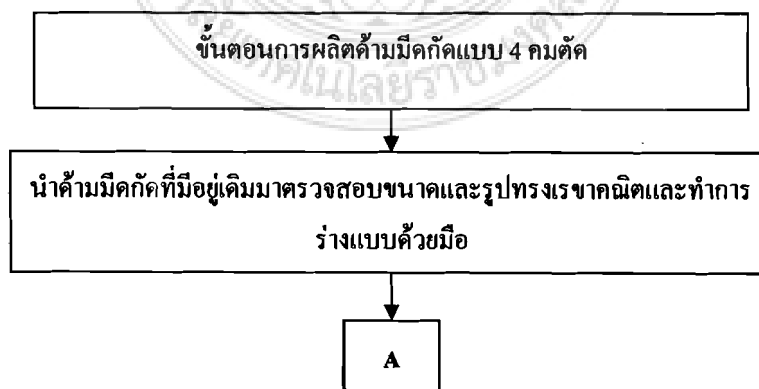 ขั้นตอนการผลิตด้ามมีดกัดแบบ 4 คมตัด
นำด้ามมีดกัดที่มีอยู่เดิมมาตรวจสอบขนาดและรูปทรงเรขาคณิตและทำการ
ร่างแบบด้วยมือ
A